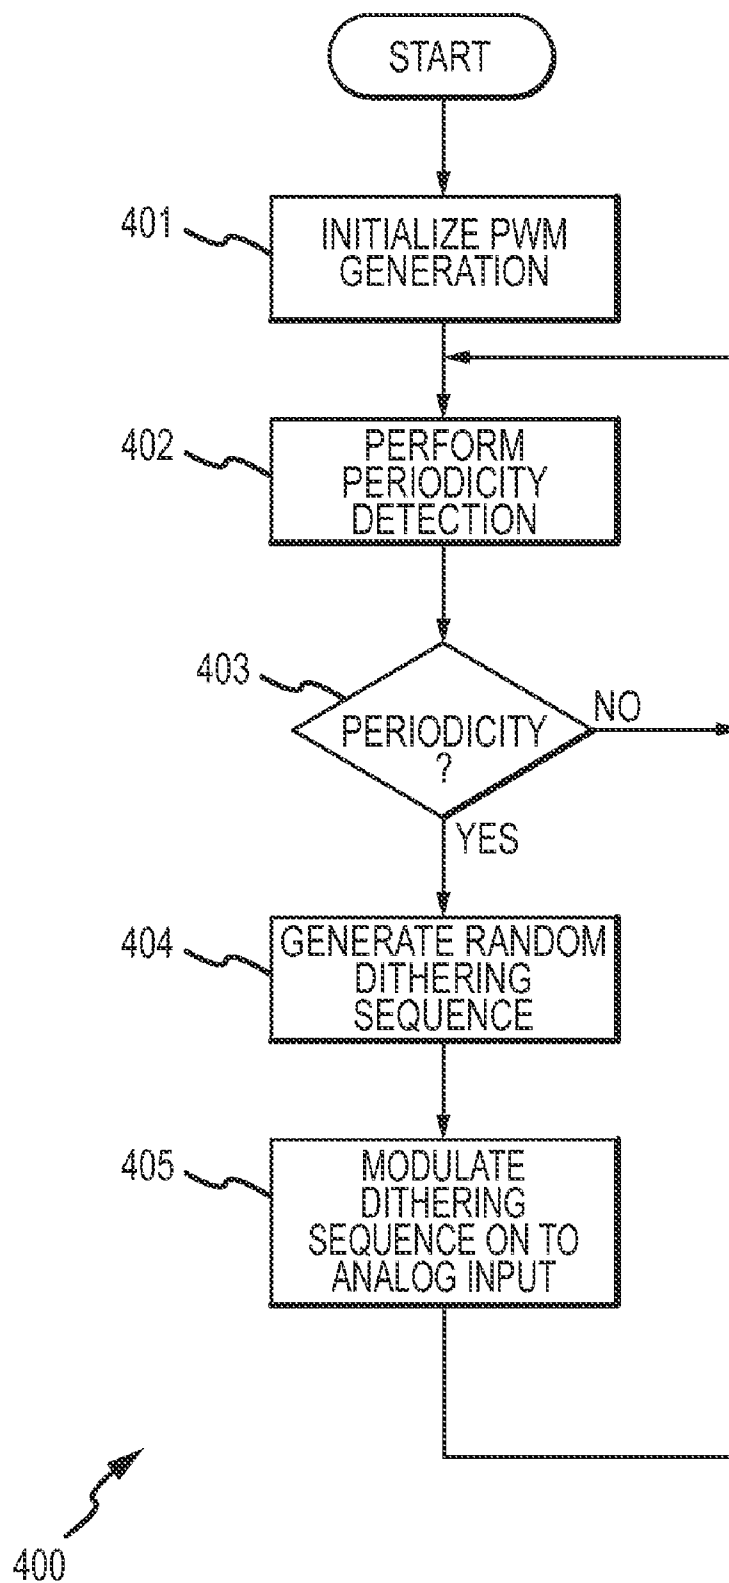 START
401
INITIALIZE PWM
GENERATION
402
PERFORM
PERIODICITY
DETECTION
403
PERIODICITY
?
NO
YES
404
GENERATE RANDOM
DITHERING
SEQUENCE
405
MODULATE
DITHERING
SEQUENCE ON TO
ANALOG INPUT
400